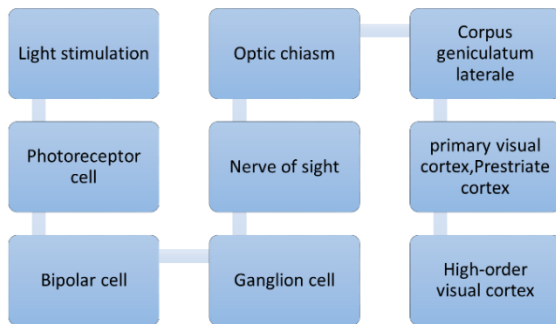 Light stimulation
Photoreceptor
cell
Bipolar cell
Ganglion cell
Nerve of sight
Optic chiasm
Corpus
geniculatum
laterale
primary visual
cortex,Prestriate
cortex
High-order
visual cortex